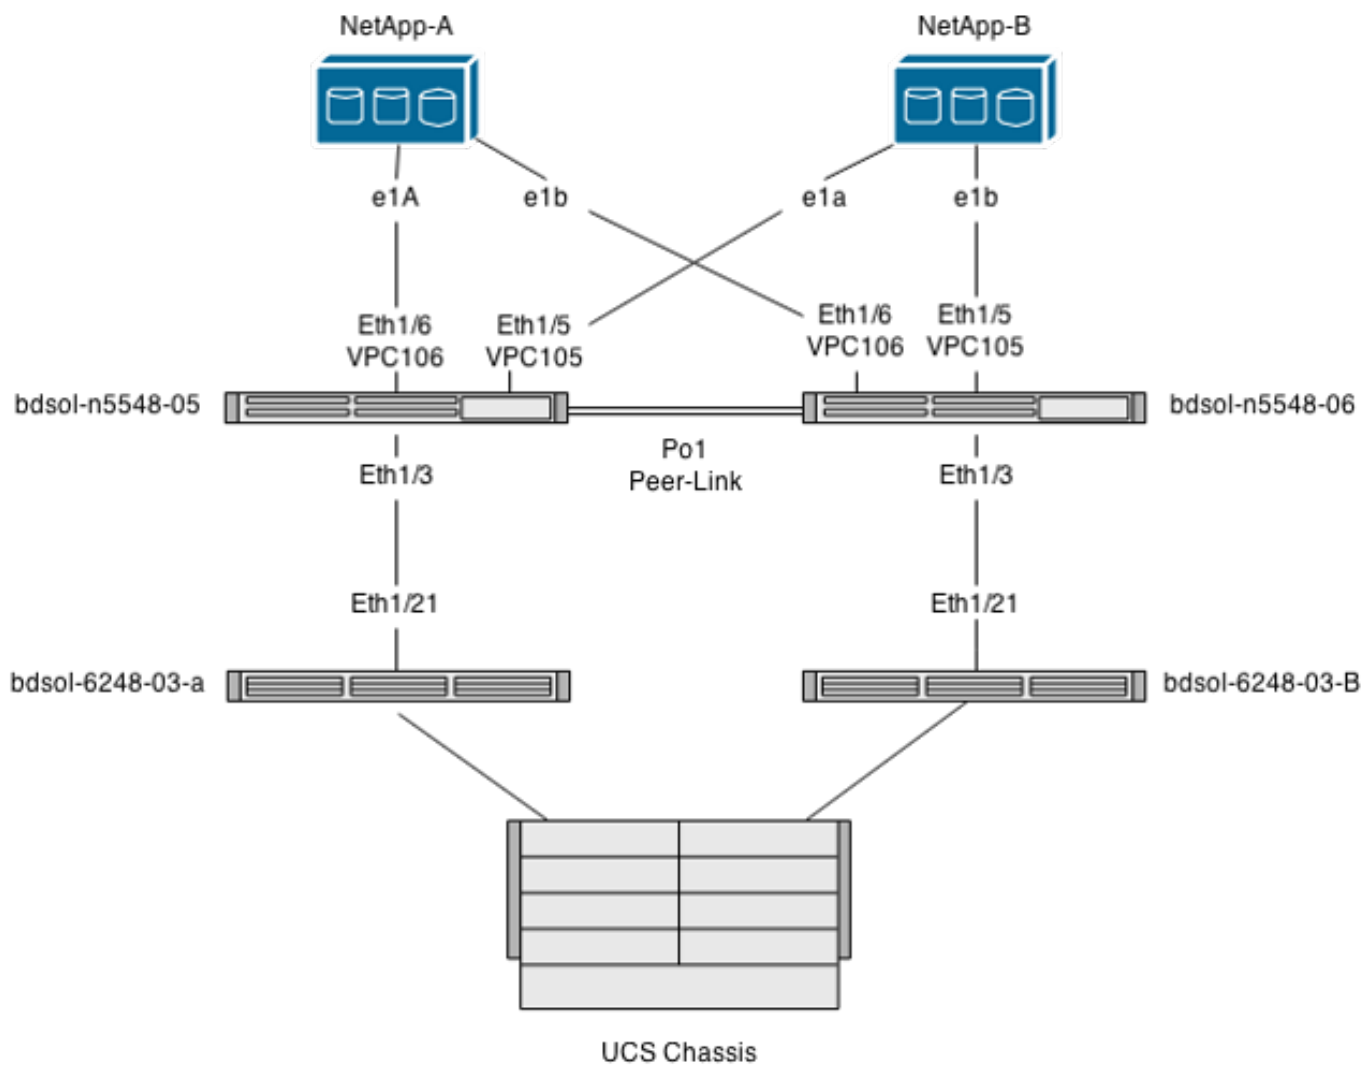 NetApp-A
NetApp-B
e1A
e1b
e1a
e1b
Eth1/6
VPC106
Eth1/5
VPC105
Eth1/6
VPC106
Eth1/5
VPC105
bdsol-n5548-05
bdsol-n5548-06
Po1
Peer-Link
Eth1/3
Eth1/3
Eth1/21
Eth1/21
bdsol-6248-03-a
bdsol-6248-03-B
UCS Chassis